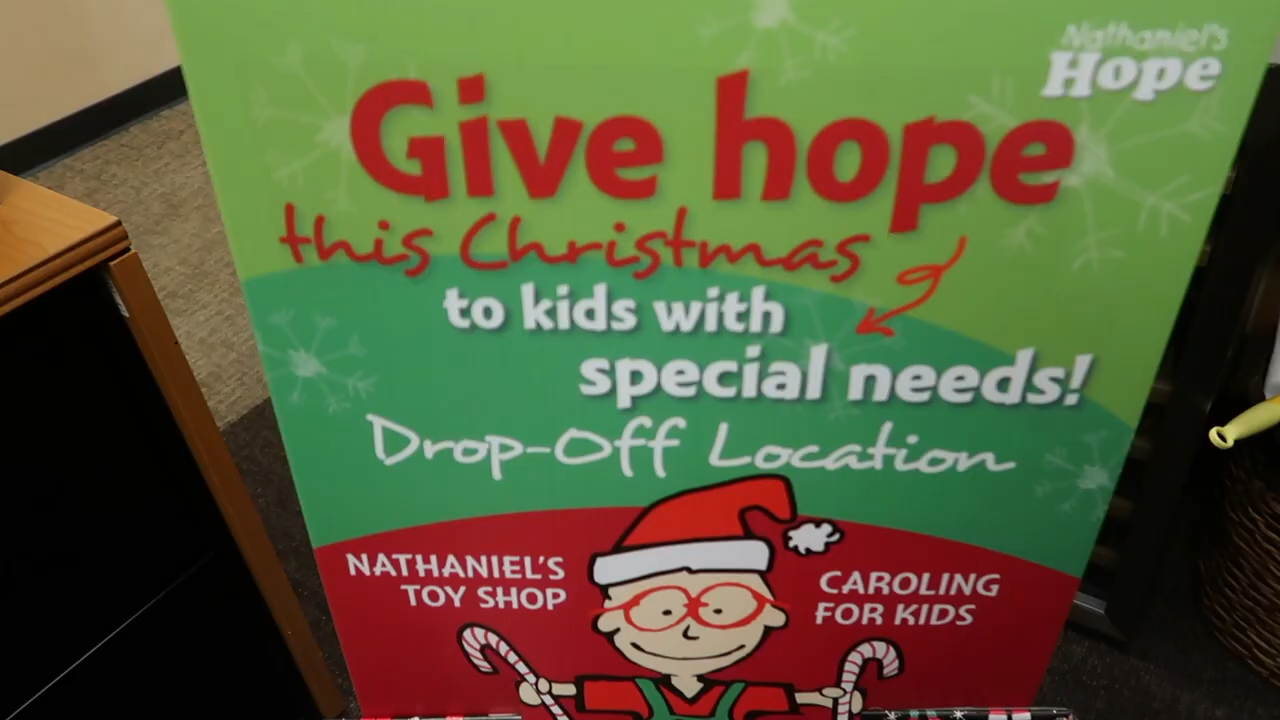 Nathaniel's
Hope
Give hope
this Christmas
to kids with
special needs!
Drop-Off Location
NATHANIEL'S
TOY SHOP
CAROLING
FOR KIDS